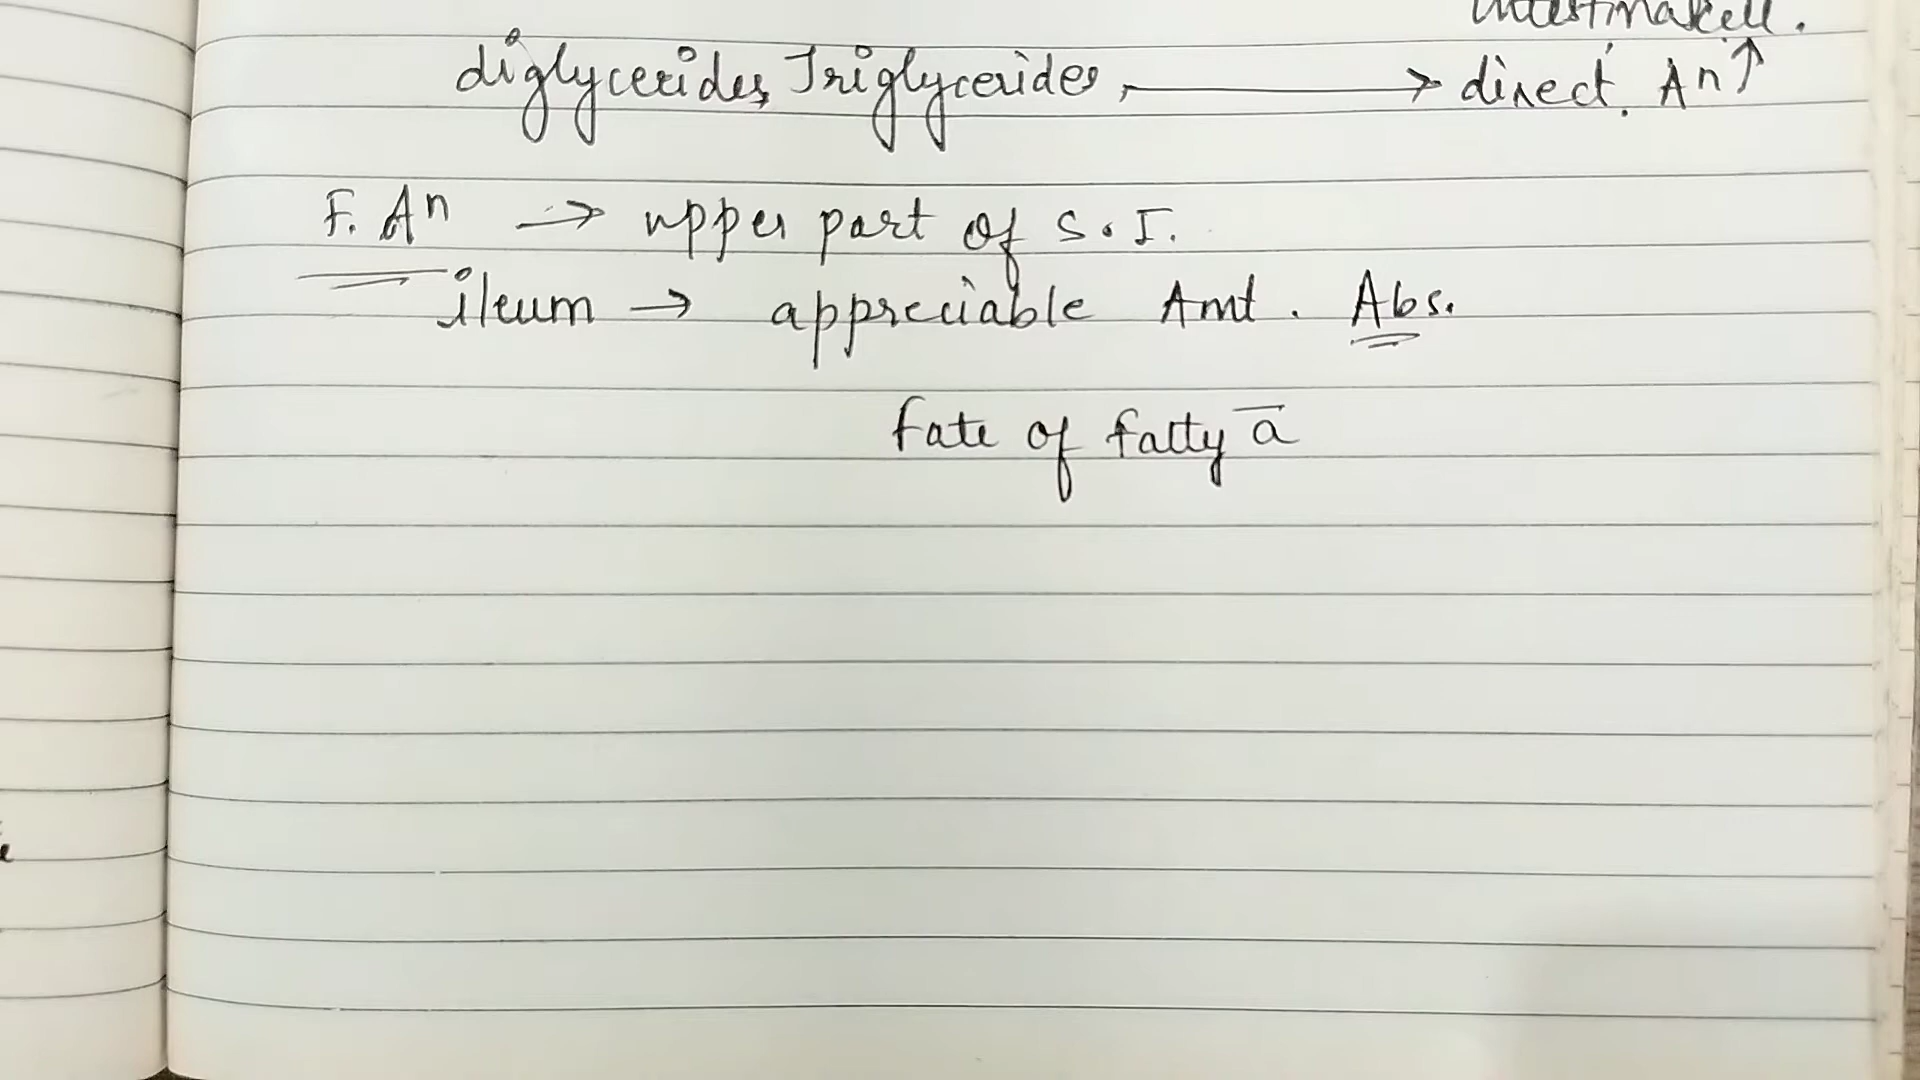 intestinal cell.
diglycerides, Triglycerides, → direct. An↑
F. An → upper part of S.I.
ileum → appreciable Amt. Abs.
fate of fatty a̅